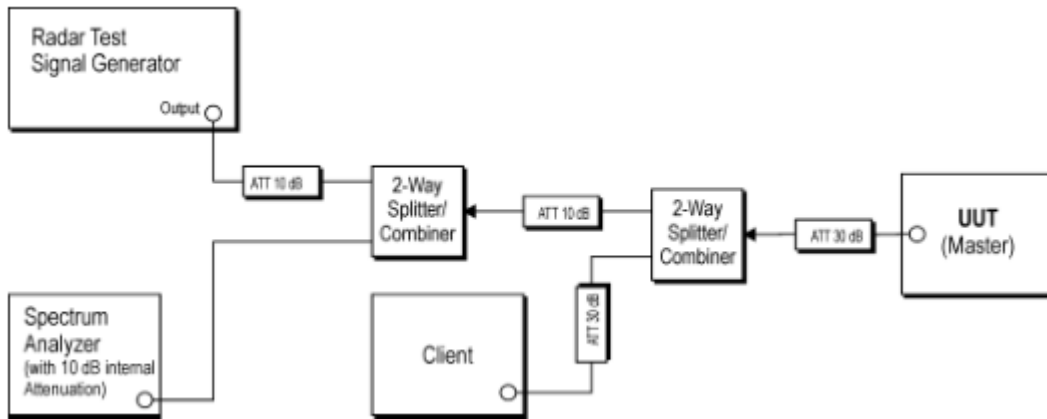 Radar Test
Signal Generator
Output
ATT 10 dB
2-Way
Splitter/
Combiner
ATT 10 dB
2-Way
Splitter/
Combiner
ATT 30 dB
UUT
(Master)
Spectrum
Analyzer
(with 10 dB internal
Attenuation)
Client
ATT 30 dB